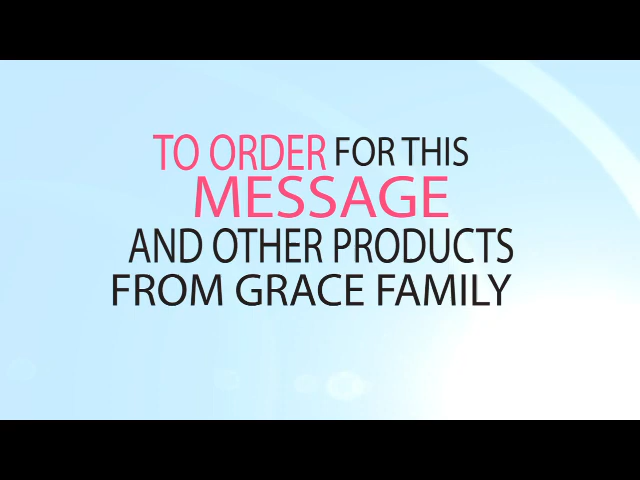 TO ORDER FOR THIS
MESSAGE
AND OTHER PRODUCTS
FROM GRACE FAMILY